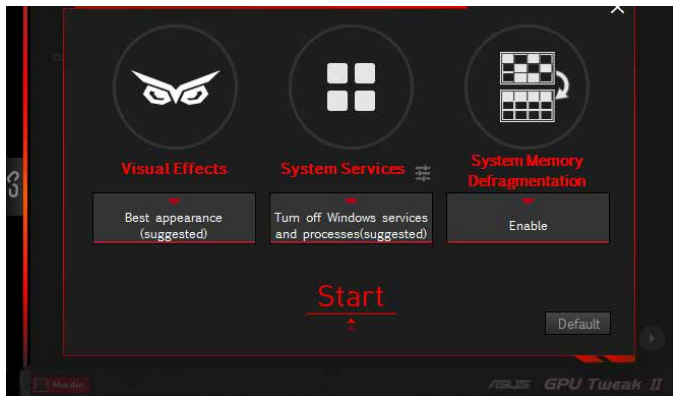 Visual Effects
System Services
System Memory
Defragmentation
Best appearance
(suggested)
Turn off Windows services
and processes(suggested)
Enable
Start
Default
Monitor
ASUS GPU Tweak II